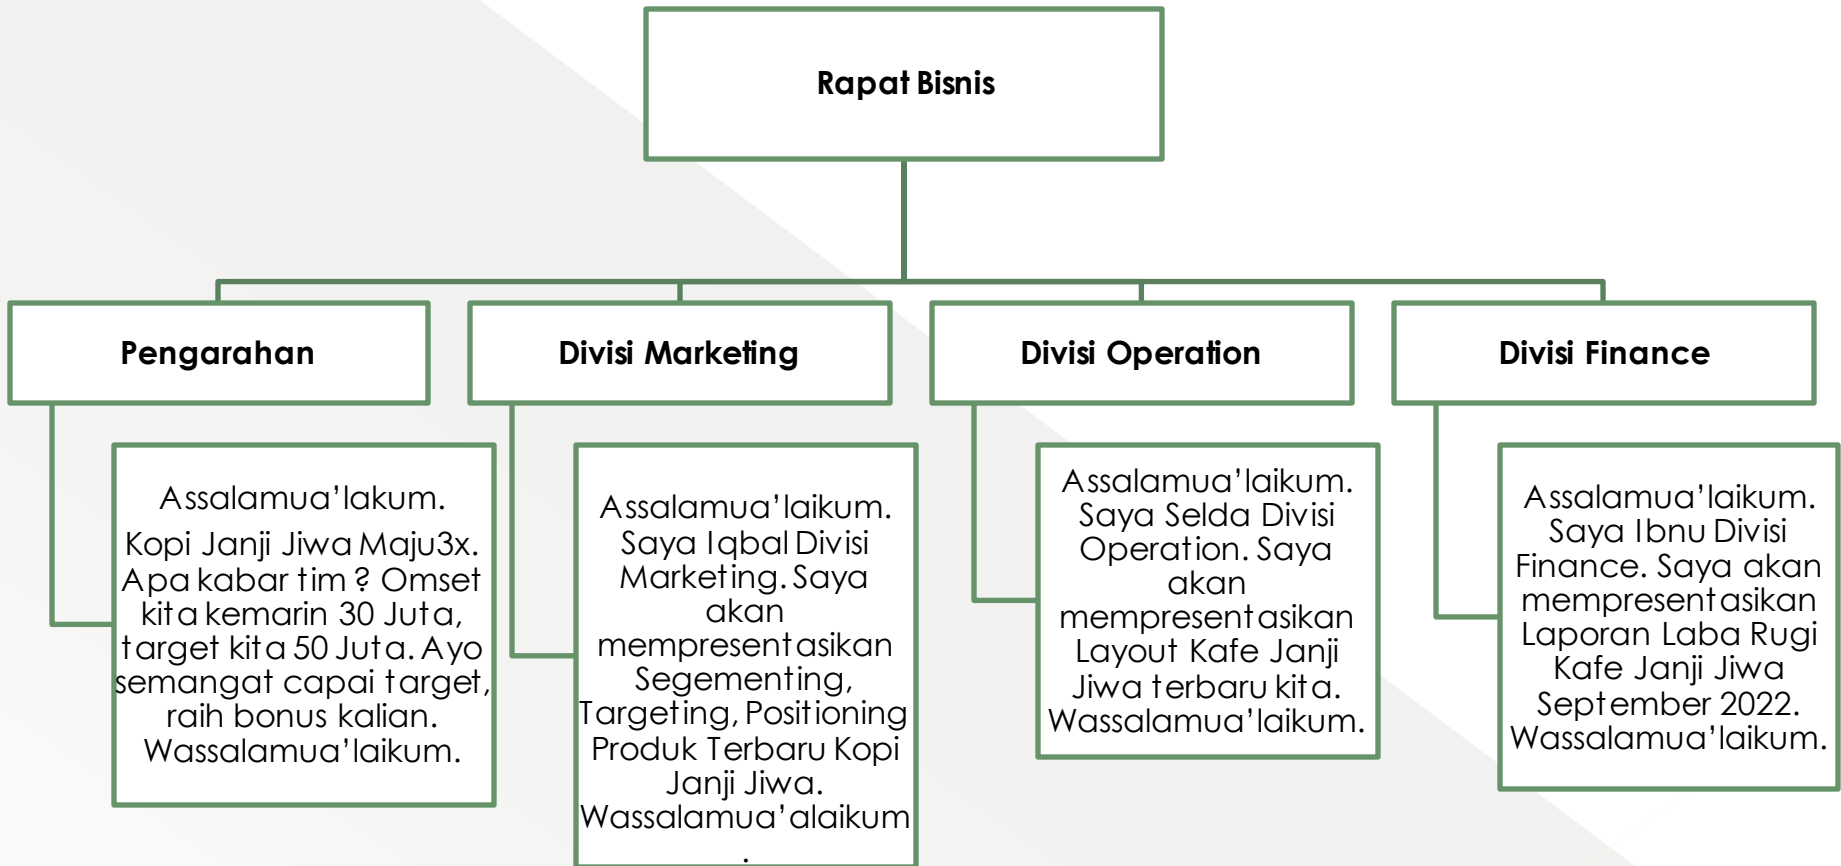 Rapat Bisnis
Pengarahan
Assalamua’lakum.
Kopi Janji Jiwa Maju3x.
Apa kabar tim ? Omset
kita kemarin 30 Juta,
target kita 50 Juta. Ayo
semangat capai target,
raih bonus kalian.
Wassalamua’laikum.
Divisi Marketing
Assalamua’laikum.
Saya Iqbal Divisi
Marketing. Saya
akan
mempresentasikan
Segementing,
Targeting, Positioning
Produk Terbaru Kopi
Janji Jiwa.
Wassalamua’alaikum
.
Divisi Operation
Assalamua’laikum.
Saya Selda Divisi
Operation. Saya
akan
mempresentasikan
Layout Kafe Janji
Jiwa terbaru kita.
Wassalamua’laikum.
Divisi Finance
Assalamua’laikum.
Saya Ibnu Divisi
Finance. Saya akan
mempresentasikan
Laporan Laba Rugi
Kafe Janji Jiwa
September 2022.
Wassalamua’laikum.